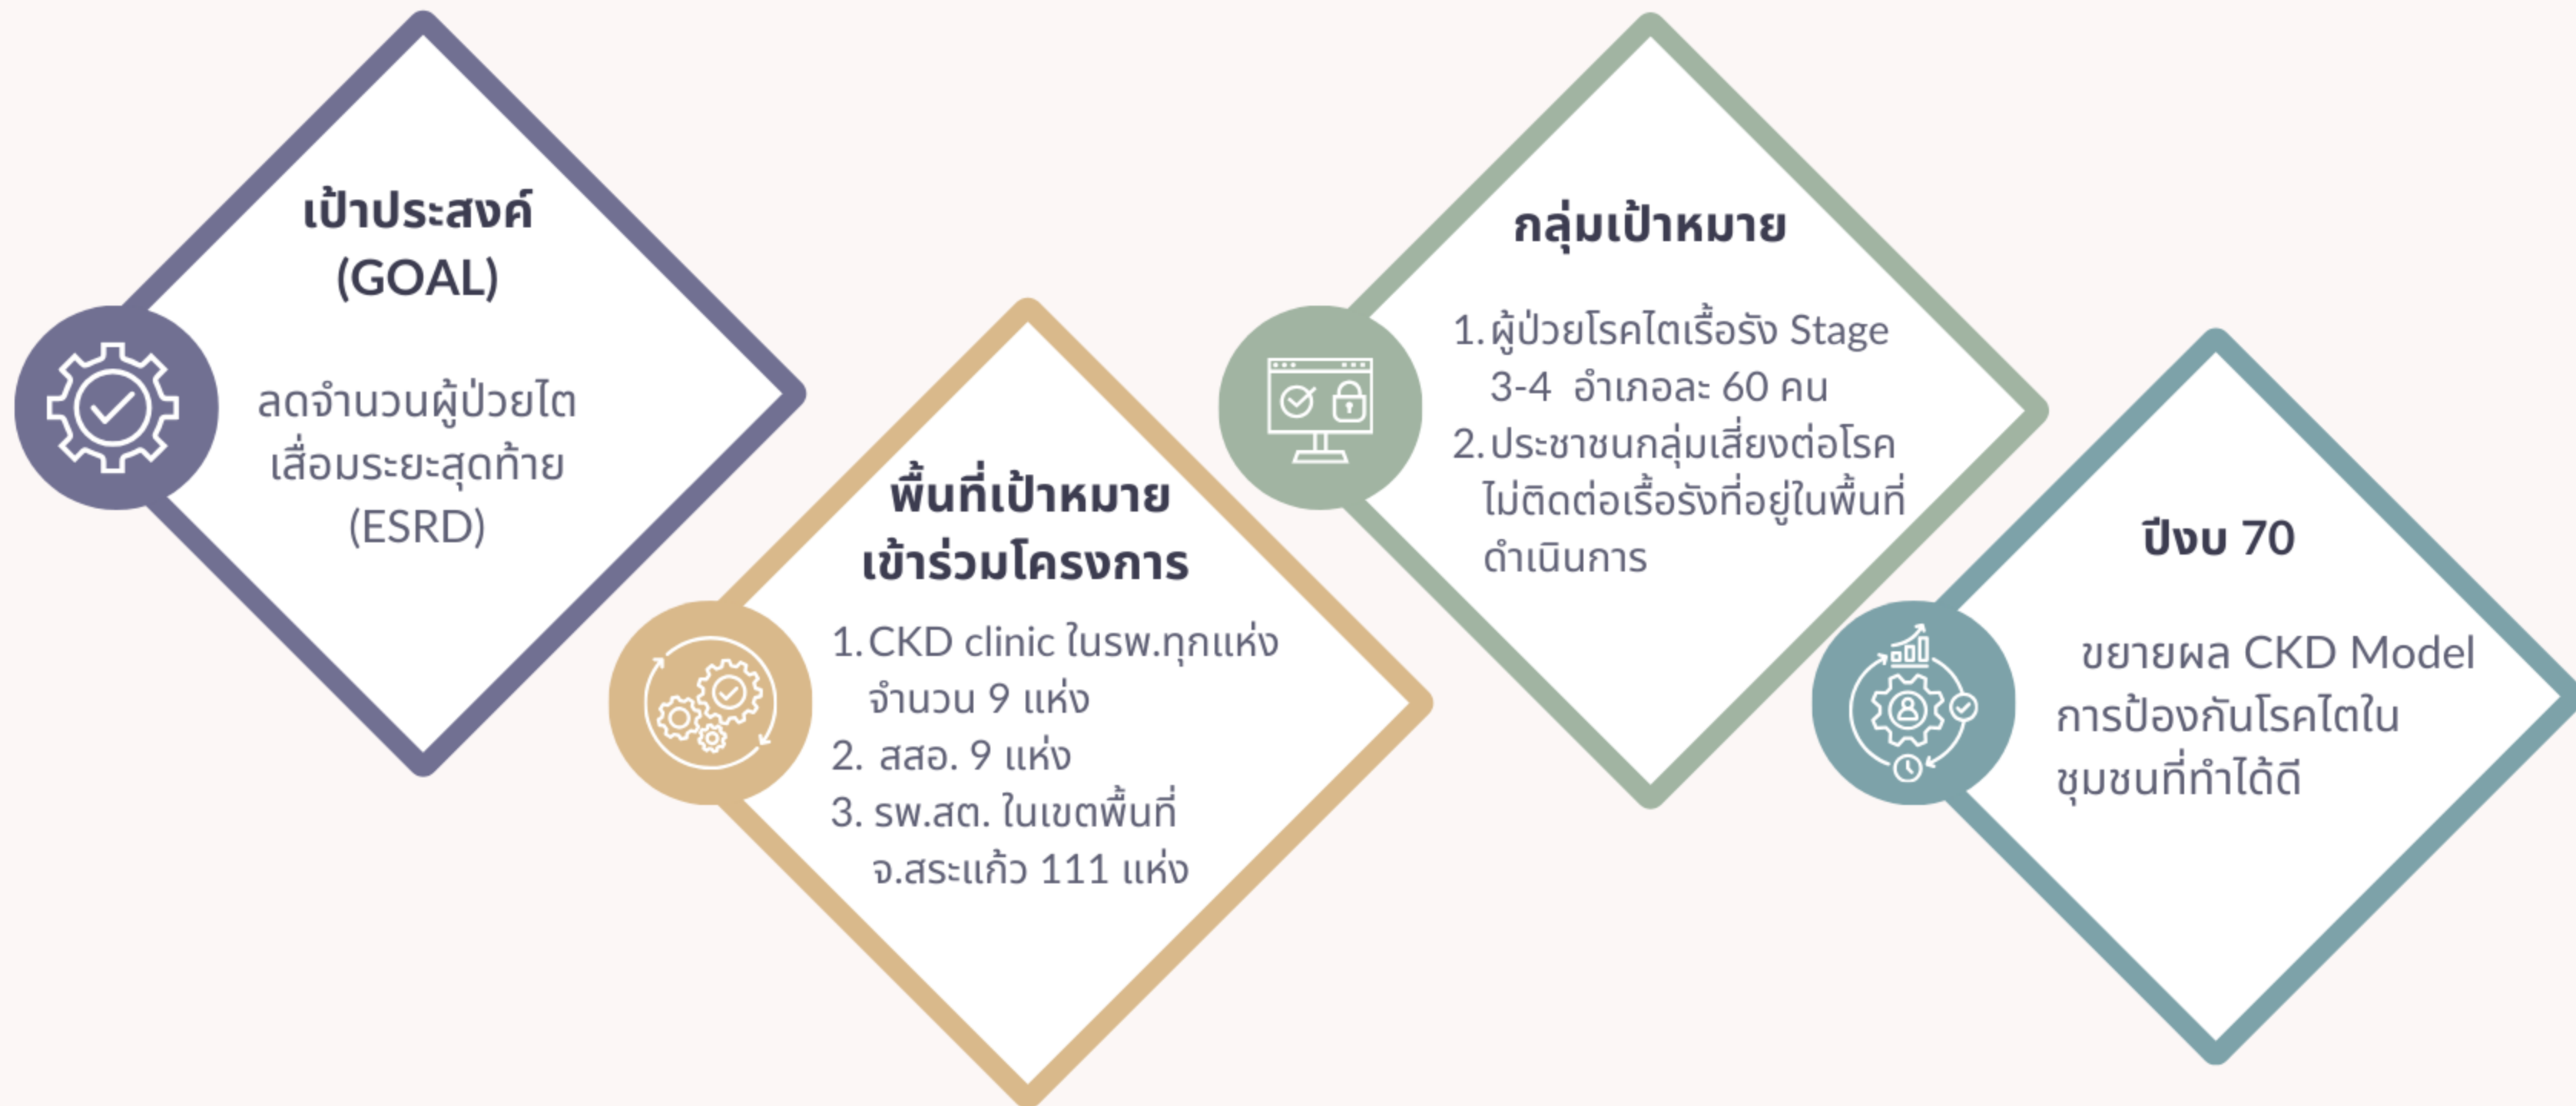 เป้าประสงค์
(GOAL)
ลดจำนวนผู้ป่วยไต
เสื่อมระยะสุดท้าย
(ESRD)
พื้นที่เป้าหมาย
เข้าร่วมโครงการ
1. CKD clinic ในรพ.ทุกแห่ง
จำนวน 9 แห่ง
2. สสอ. 9 แห่ง
3. รพ.สต. ในเขตพื้นที่
จ.สระแก้ว 111 แห่ง
กลุ่มเป้าหมาย
1. ผู้ป่วยโรคไตเรื้อรัง Stage
3-4 อำเภอละ 60 คน
2. ประชาชนกลุ่มเสี่ยงต่อโรค
ไม่ติดต่อเรื้อรังที่อยู่ในพื้นที่
ดำเนินการ
ปีงบ 70
ขยายผล CKD Model
การป้องกันโรคไตใน
ชุมชนที่ทำได้ดี